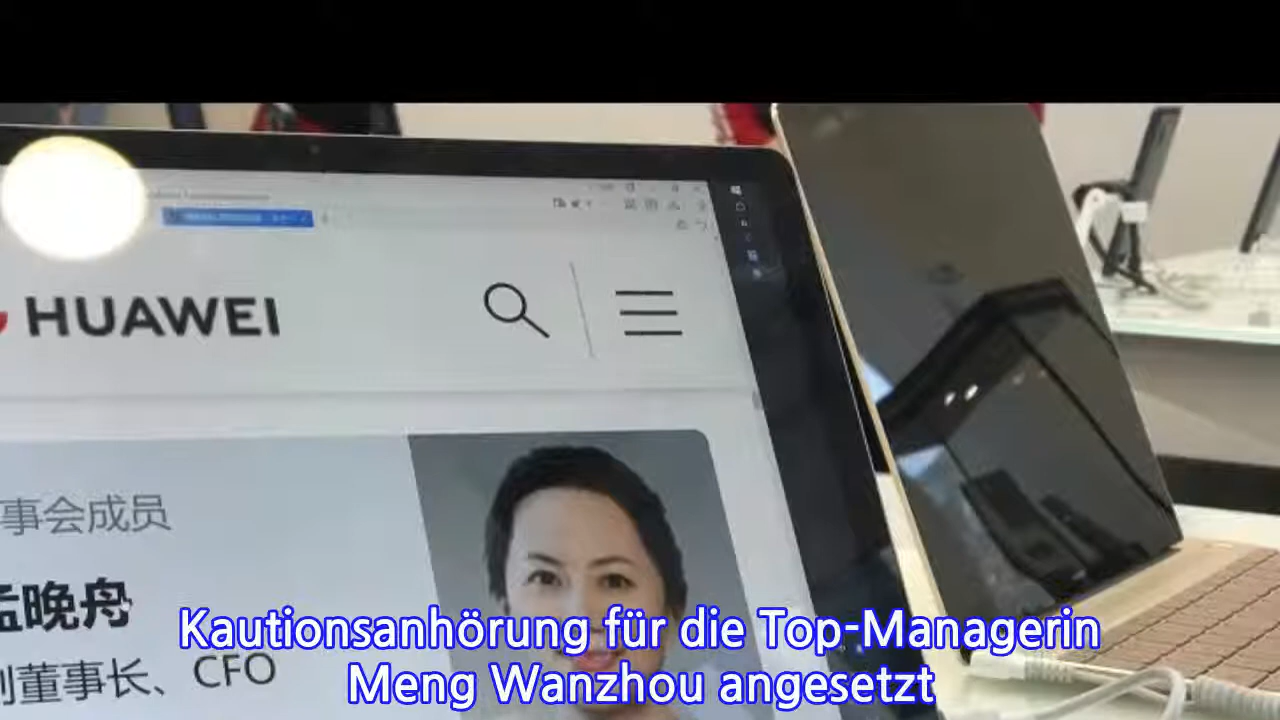 HUAWEI
事会成员
孟晚舟
副董事长、CFO
Kautionsanhörung für die Top-Managerin
Meng Wanzhou angesetzt